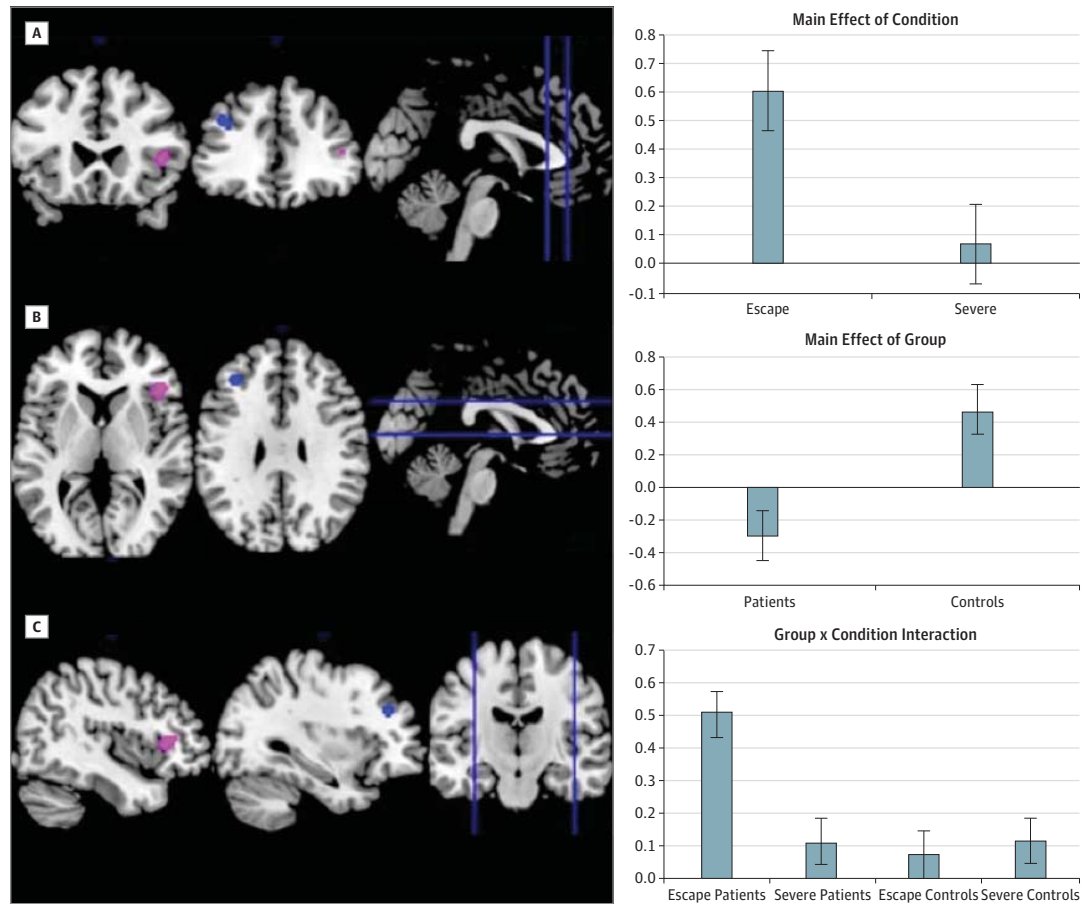 A
B
C
Main Effect of Condition
0.8
0.7
0.6
0.5
0.4
0.3
0.2
0.1
0.0
-0.1
Escape Severe
Main Effect of Group
0.8
0.6
0.4
0.2
0.0
-0.2
-0.4
-0.6
Patients Controls
Group x Condition Interaction
0.7
0.6
0.5
0.4
0.3
0.2
0.1
0.0
Escape Patients Severe Patients Escape Controls Severe Controls